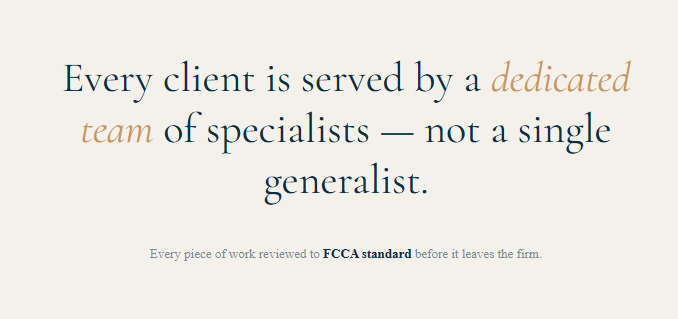 Every client is served by a dedicated
team of specialists — not a single
generalist.
Every piece of work reviewed to FCCA standard before it leaves the firm.